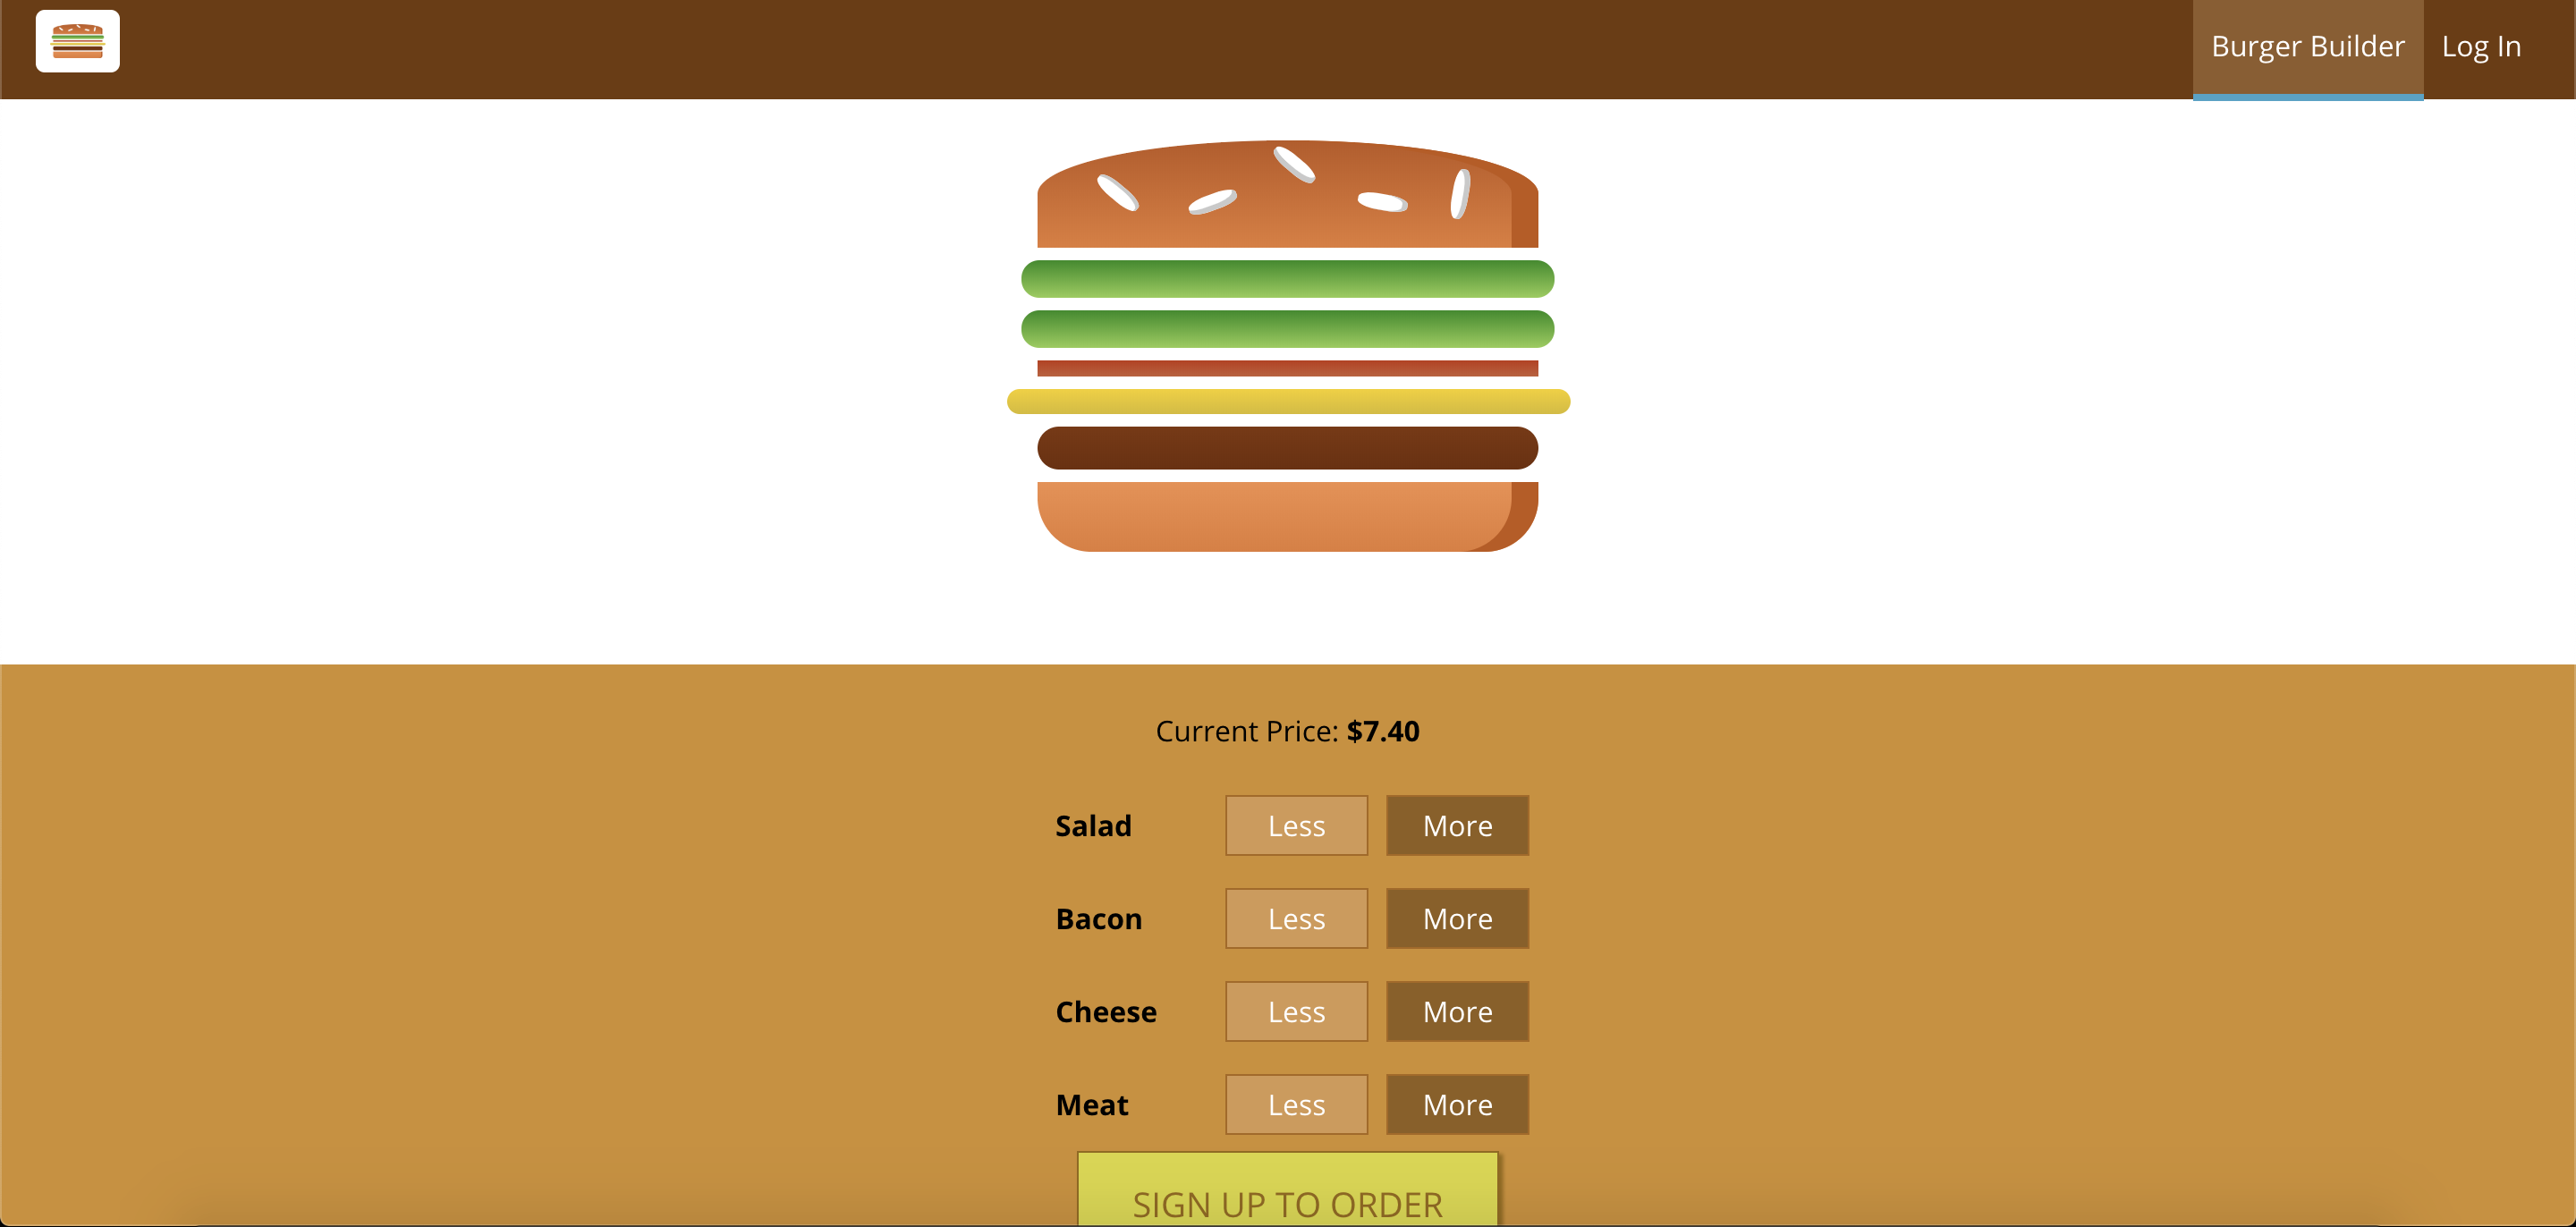 Burger Builder Log In
Current Price: $7.40
Salad Less More
Bacon Less More
Cheese Less More
Meat Less More
SIGN UP TO ORDER